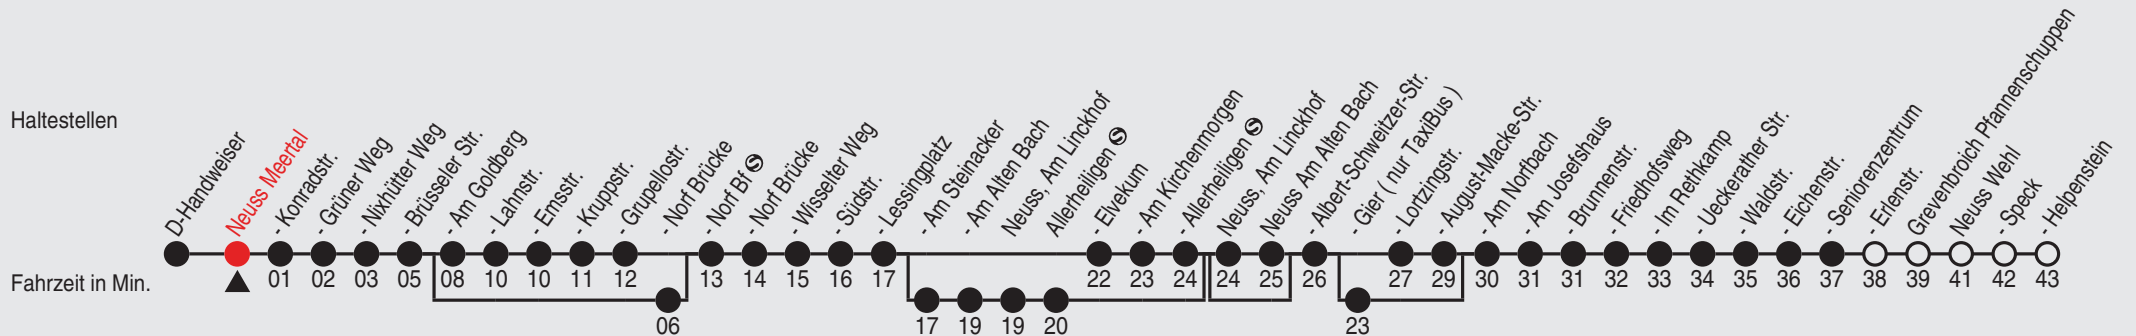 Haltestellen
D-Handweiser
Neuss Meertal
- Konradstr.
- Grüner Weg
- Nixhütter Weg
- Brüsseler Str.
- Am Goldberg
- Lahnstr.
- Emsstr.
- Kruppstr.
- Grupellostr.
- Norf Brücke
- Norf Bf S
- Norf Brücke
- Wisselter Weg
- Südstr.
- Lessingplatz
- Am Steinacker
- Am Alten Bach
Neuss, Am Linckhof
Allerheiligen S
- Elvekum
- Am Kirchenmorgen
- Allerheiligen S
Neuss, Am Linckhof
Neuss Am Alten Bach
- Albert-Schweitzer-Str.
- Gier ( nur TaxiBus )
- Lortzingstr.
- August-Macke-Str.
- Am Norfbach
- Am Josefshaus
- Brunnenstr.
- Friedhofsweg
- Im Rethkamp
- Ueckerather Str.
- Waldstr.
- Eichenstr.
- Seniorenzentrum
- Erlenstr.
Grevenbroich Pfannenschuppen
Neuss Wehl
- Speck
- Helpenstein
Fahrzeit in Min.
01 02 03 05 08 10 10 11 12 13 14 15 16 17 22 23 24 24 25 26 27 29 30 31 31 32 33 34 35 36 37 38 39 41 42 43
06 17 19 19 20 23